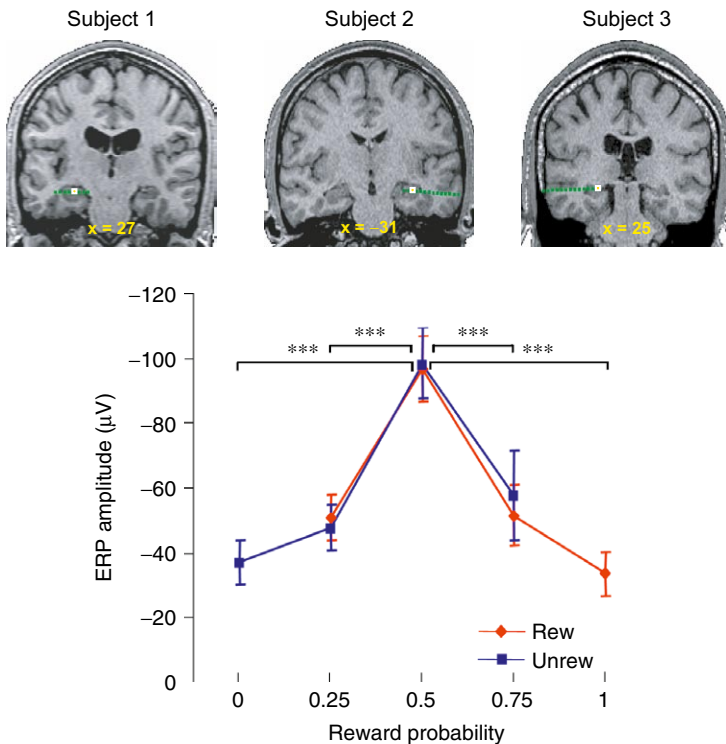 Subject 1 Subject 2 Subject 3
x = 27 x = −31 x = 25
−120
−100
−80
−60
−40
−20
0
ERP amplitude (µV)
*** *** *** ***
0 0.25 0.5 0.75 1
Reward probability
Rew
Unrew